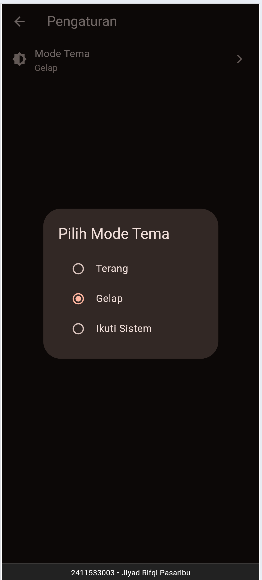 Pengaturan
Mode Tema
Gelap
Pilih Mode Tema
Terang
Gelap
Ikuti Sistem
2411533003 • Jiyad Rifqi Pasaribu